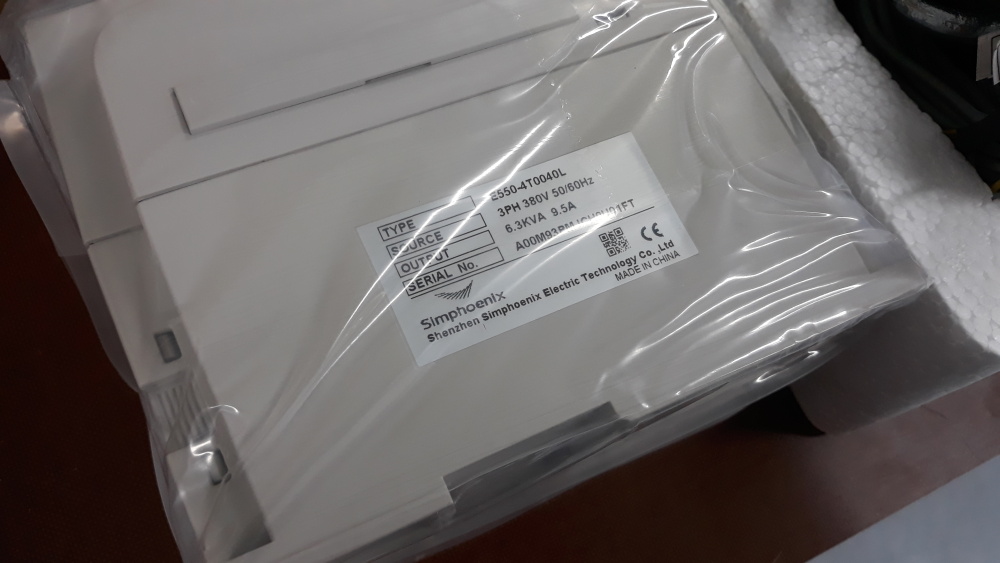 TYPE E550-4T0040L
SOURCE 3PH 380V 50/60Hz
OUTPUT 6.3KVA 9.5A
SERIAL No.
CE
Simphoenix
Shenzhen Simphoenix Electric Technology Co.,Ltd
MADE IN CHINA